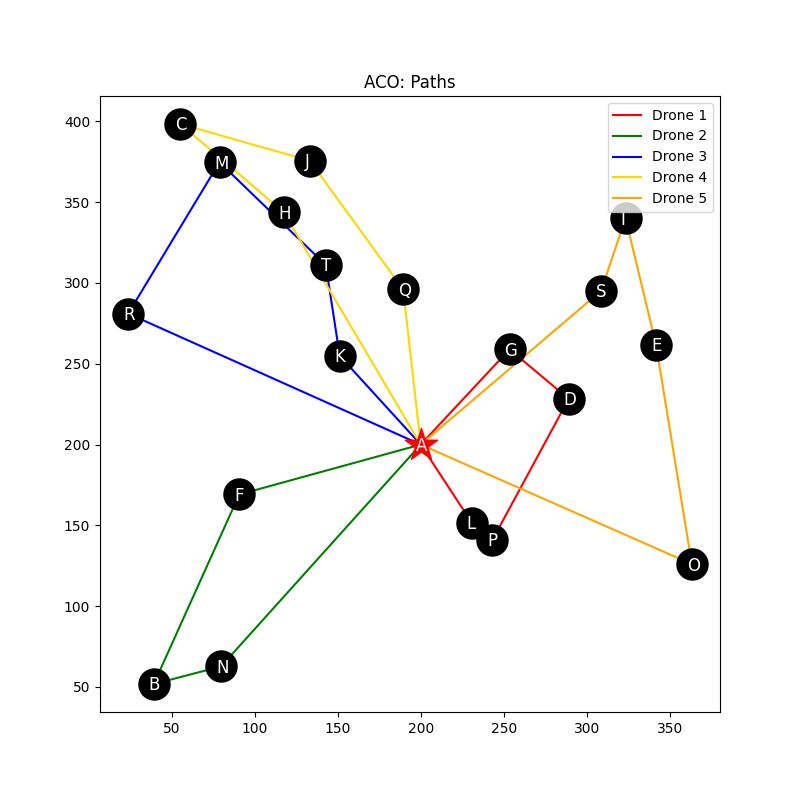 ACO: Paths
Drone 1
Drone 2
Drone 3
Drone 4
Drone 5
400
350
300
250
200
150
100
50
C
M
J
H
T
Q
R
K
I
S
E
G
D
A
F
L
P
O
N
B
50
100
150
200
250
300
350